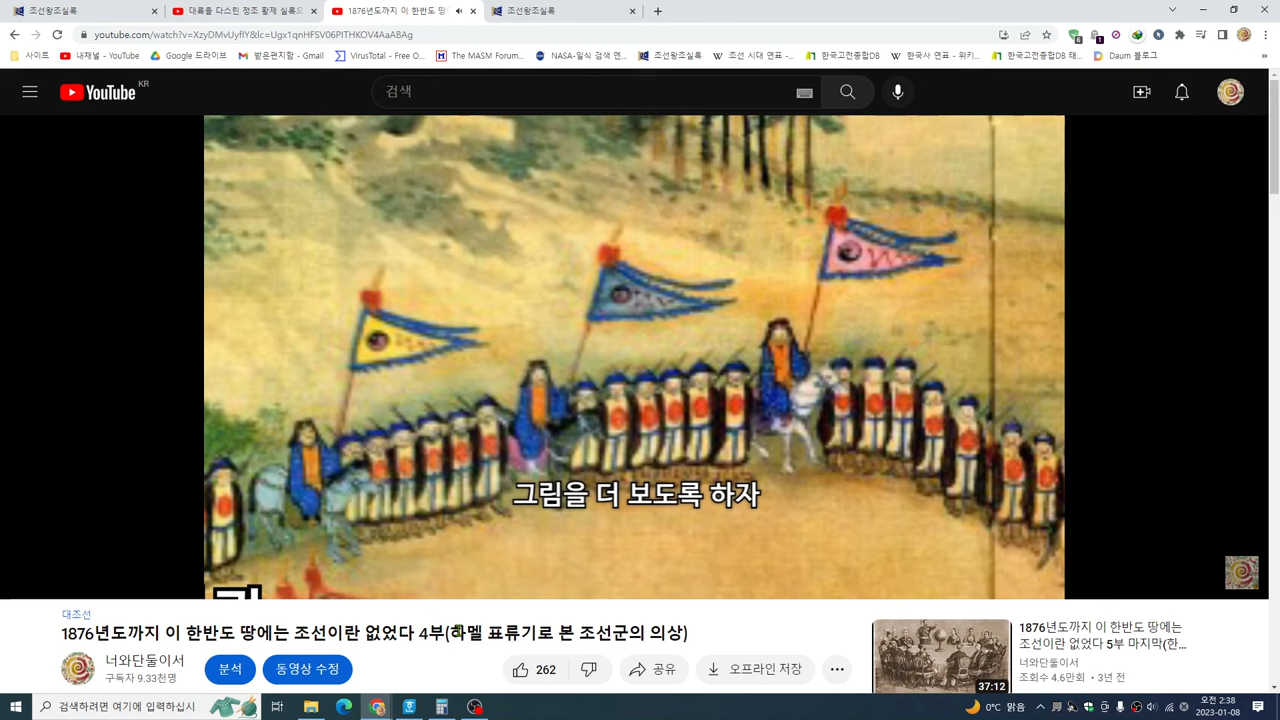 조선왕조실록
대륙을 다스린 정조 황제 실록으
1876년도까지 이 한반도 땅
조선왕조실록
youtube.com/watch?v=XzyDMvUyfIY&lc=Ugx1qnHFSV06PITHKOV4AaABAg
사이트
내채널 - YouTube
Google 드라이브
받은편지함 - Gmail
VirusTotal - Free O...
The MASM Forum...
NASA-일식 검색 엔...
조선왕조실록
조선 시대 연표 - 위...
한국고전종합DB
한국사 연표 - 위키...
한국고전종합DB 태...
Daum 블로그
»
YouTube KR
검색
그림을 더 보도록 하자
대조선
1876년도까지 이 한반도 땅에는 조선이란 없었다 4부(하멜 표류기로 본 조선군의 의상)
너와단둘이서
구독자 9.33천명
분석
동영상 수정
262
공유
오프라인 저장
37:12
1876년도까지 이 한반도 땅에는
조선이란 없었다 5부 마지막(한...
너와단둘이서
조회수 4.6만회 • 3년 전
검색하려면 여기에 입력하십시
0°C 맑음
오전 2:38
2023-01-08